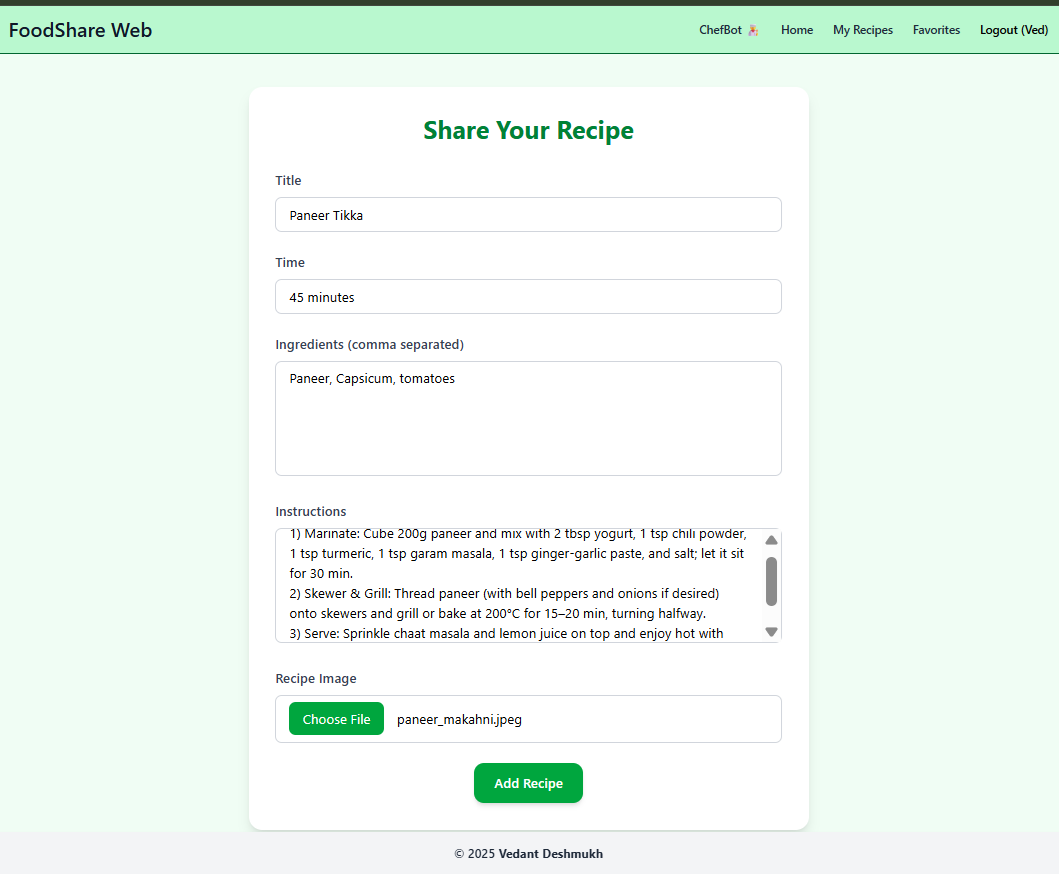 FoodShare Web
ChefBot Home My Recipes Favorites Logout (Ved)
Share Your Recipe
Title
Paneer Tikka
Time
45 minutes
Ingredients (comma separated)
Paneer, Capsicum, tomatoes
Instructions
1) Marinate: Cube 200g paneer and mix with 2 tbsp yogurt, 1 tsp chili powder,
1 tsp turmeric, 1 tsp garam masala, 1 tsp ginger-garlic paste, and salt; let it sit
for 30 min.
2) Skewer & Grill: Thread paneer (with bell peppers and onions if desired)
onto skewers and grill or bake at 200°C for 15–20 min, turning halfway.
3) Serve: Sprinkle chaat masala and lemon juice on top and enjoy hot with
Recipe Image
Choose File paneer_makahni.jpeg
Add Recipe
© 2025 Vedant Deshmukh